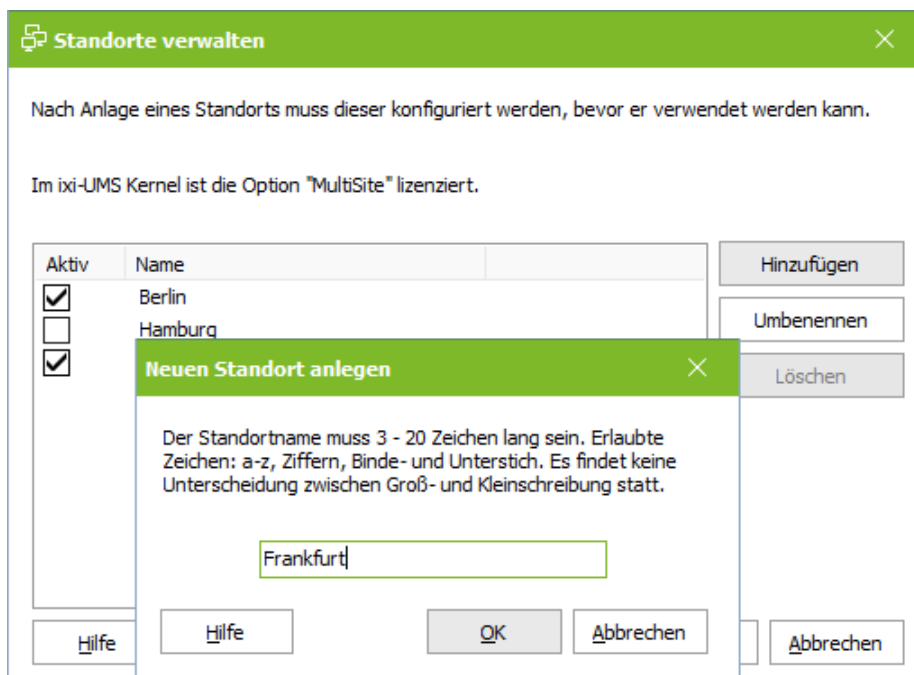 Standorte verwalten
Nach Anlage eines Standorts muss dieser konfiguriert werden, bevor er verwendet werden kann.
Im ixi-UMS Kernel ist die Option "MultiSite" lizenziert.
Aktiv Name
Hinzufügen
Berlin
Umbenennen
Hamburg
Löschen
Neuen Standort anlegen
Der Standortname muss 3 - 20 Zeichen lang sein. Erlaubte
Zeichen: a-z, Ziffern, Binde- und Unterstich. Es findet keine
Unterscheidung zwischen Groß- und Kleinschreibung statt.
Frankfurt
Hilfe OK Abbrechen
Hilfe Abbrechen